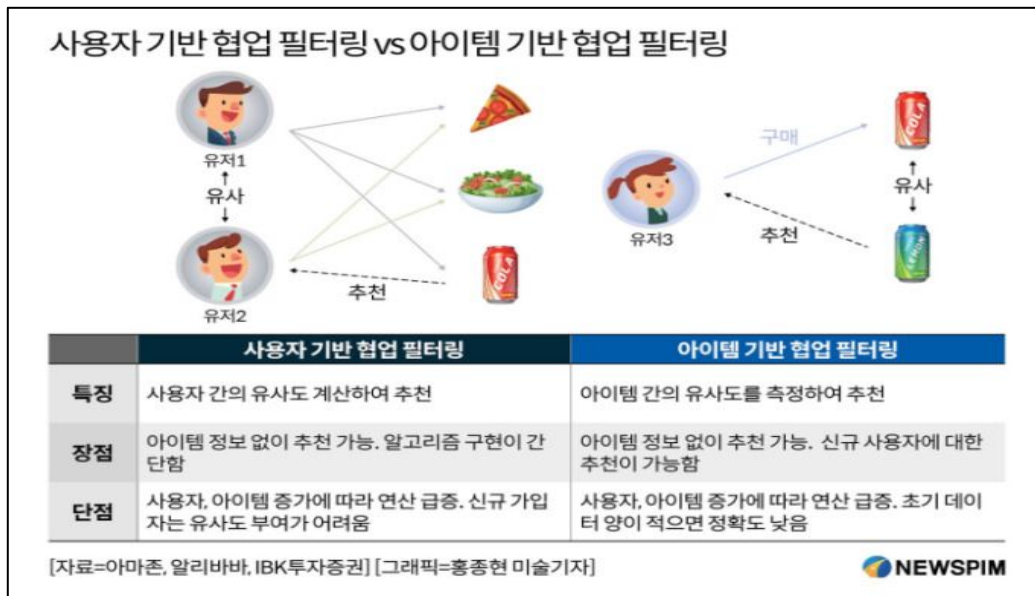 사용자 기반 협업 필터링 vs 아이템 기반 협업 필터링
유저1
유사
유저2
추천
COLA
구매
유저3
추천
COLA
유사
LEMON
사용자 기반 협업 필터링
아이템 기반 협업 필터링
특징
사용자 간의 유사도 계산하여 추천
아이템 간의 유사도를 측정하여 추천
장점
아이템 정보 없이 추천 가능. 알고리즘 구현이 간
단함
아이템 정보 없이 추천 가능. 신규 사용자에 대한
추천이 가능함
단점
사용자, 아이템 증가에 따라 연산 급증. 신규 가입
자는 유사도 부여가 어려움
사용자, 아이템 증가에 따라 연산 급증. 초기 데이
터 양이 적으면 정확도 낮음
[자료=아마존, 알리바바, IBK투자증권] [그래픽=홍종현 미술기자]
NEWSPIM